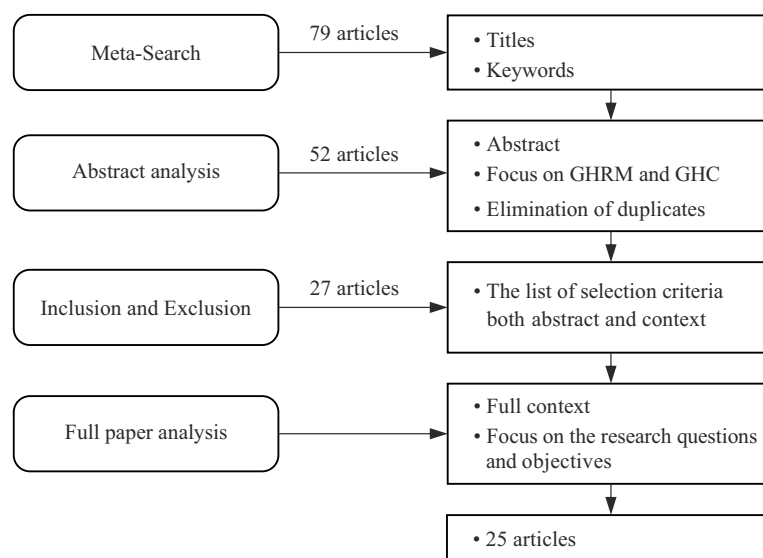 Meta-Search
79 articles
• Titles
• Keywords
Abstract analysis
52 articles
• Abstract
• Focus on GHRM and GHC
• Elimination of duplicates
Inclusion and Exclusion
27 articles
• The list of selection criteria
both abstract and context
Full paper analysis
• Full context
• Focus on the research questions
and objectives
• 25 articles